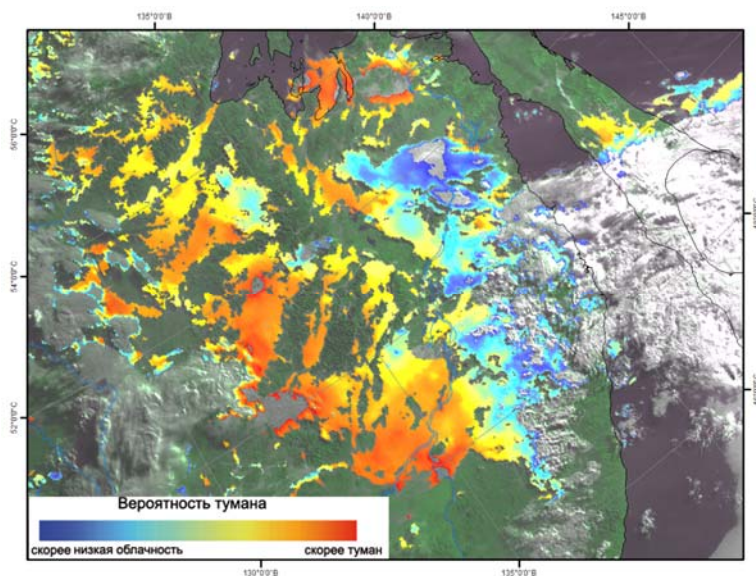 135°0'0"В 140°0'0"В 145°0'0"В
56°0'0"С
54°0'0"С
52°0'0"С
Вероятность тумана
скорее низкая облачность скорее туман
130°0'0"В 135°0'0"В